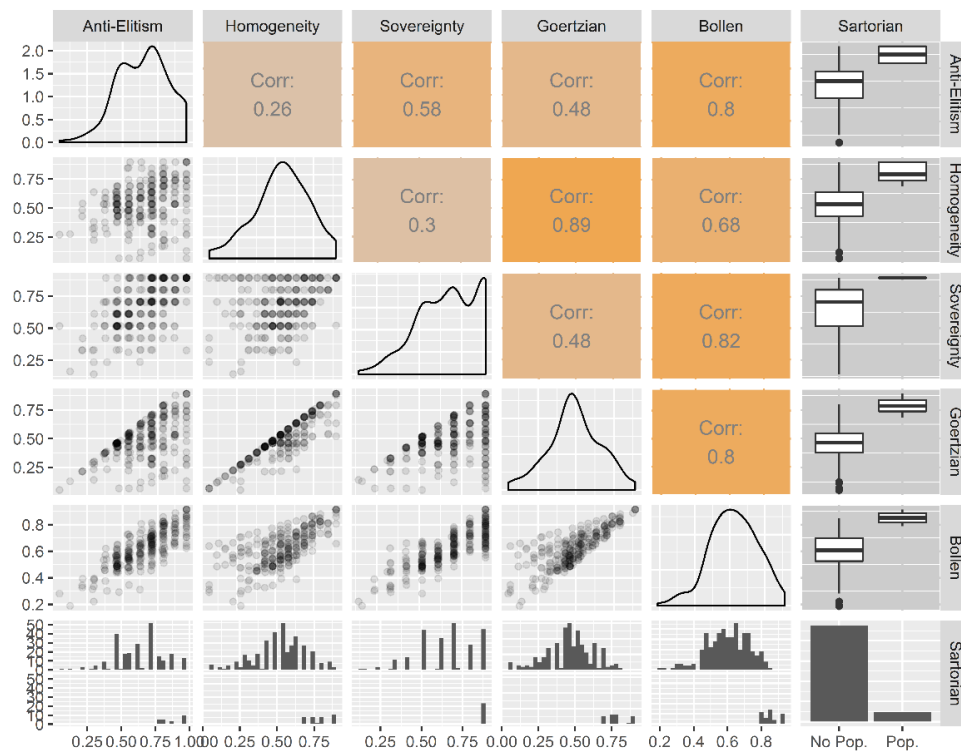 Anti-Elitism Homogeneity Sovereignty Goertzian Bollen Sartorian
2.0
1.5
1.0
0.5
0.0
Corr:
0.26
Corr:
0.58
Corr:
0.48
Corr:
0.8
Anti-Elitism
0.75
0.50
0.25
Corr:
0.3
Corr:
0.89
Corr:
0.68
Homogeneity
0.75
0.50
0.25
Corr:
0.48
Corr:
0.82
Sovereignty
0.75
0.50
0.25
Corr:
0.8
Goertzian
0.8
0.6
0.4
0.2
Bollen
50
40
30
20
10
0
50
40
30
20
10
0
Sartorian
0.00 0.25 0.50 0.75 1.00 0.00 0.25 0.50 0.75 0.25 0.50 0.75 0.25 0.50 0.75 0.2 0.4 0.6 0.8 No Pop. Pop.